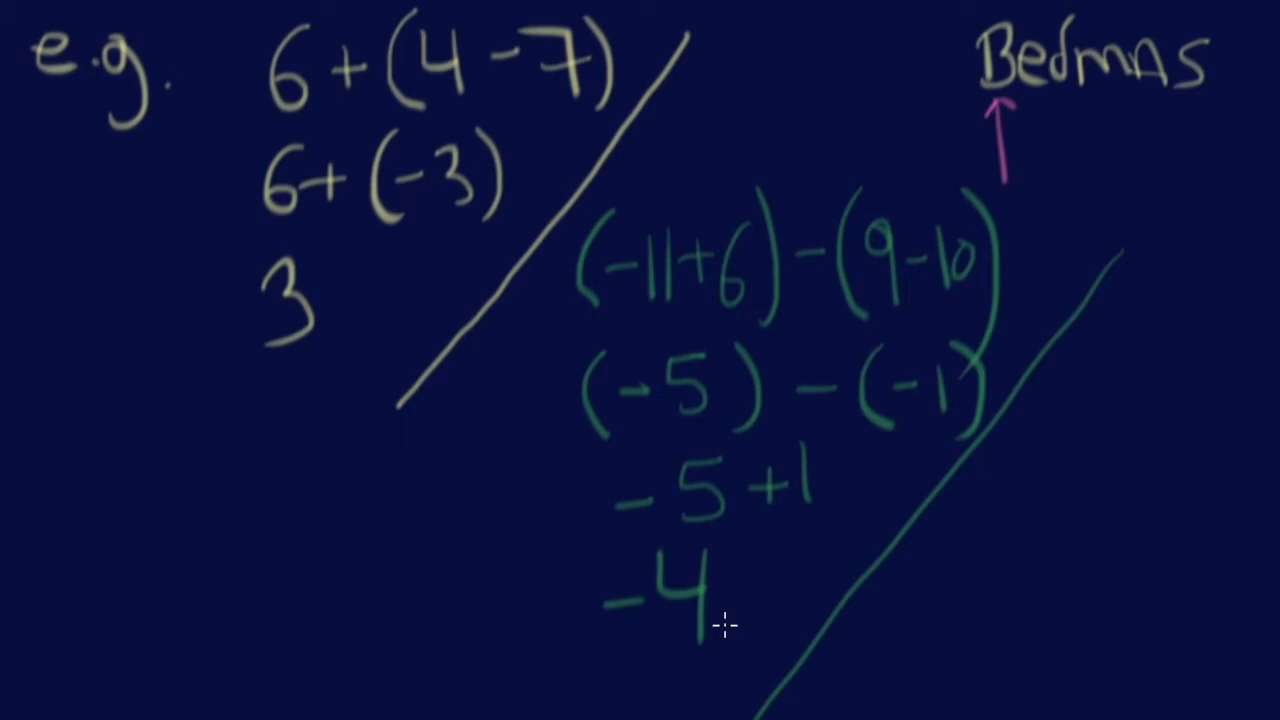 e.g. 6 + (4 - 7)
6 + (-3)
3
Bedmas
(-11 + 6) - (9 - 10)
(-5) - (-1)
-5 + 1
-4